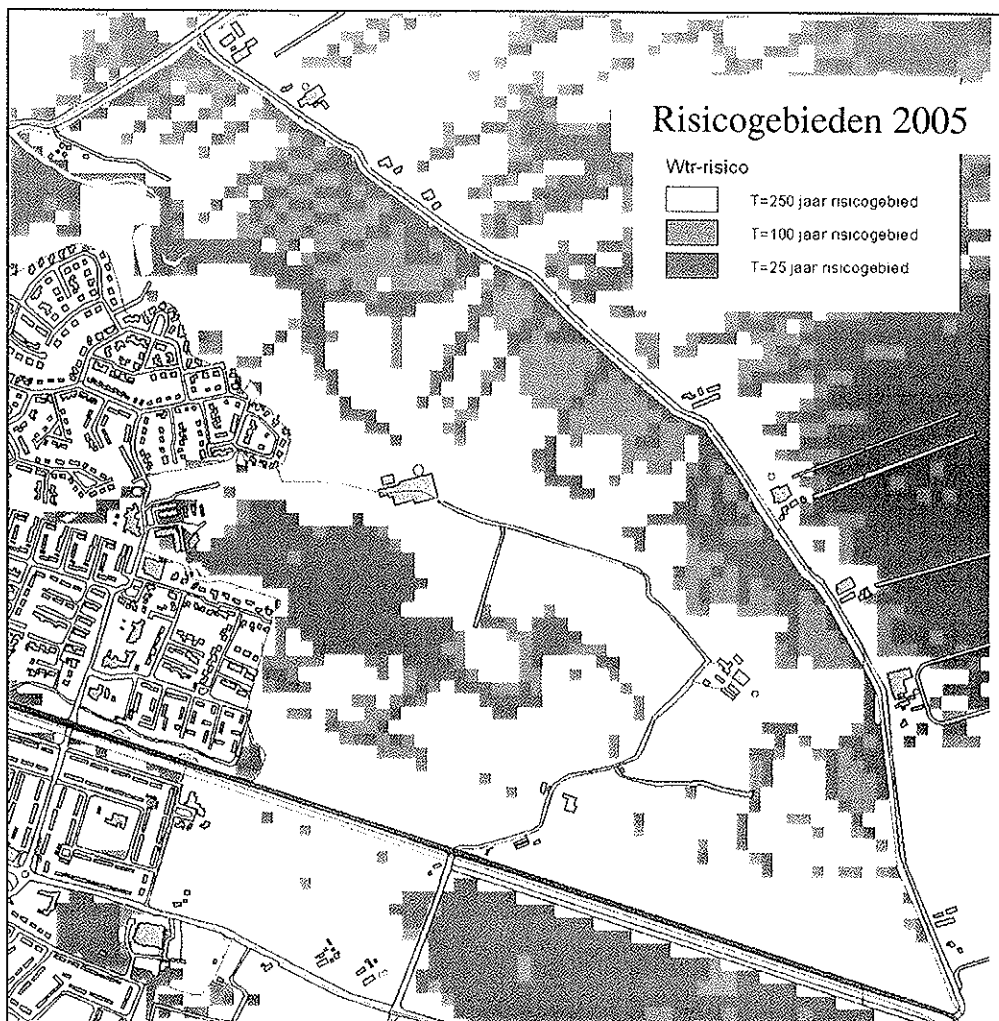 Risicogebieden 2005
Wtr-risico
T=250 jaar risicogebied
T=100 jaar risicogebied
T=25 jaar risicogebied